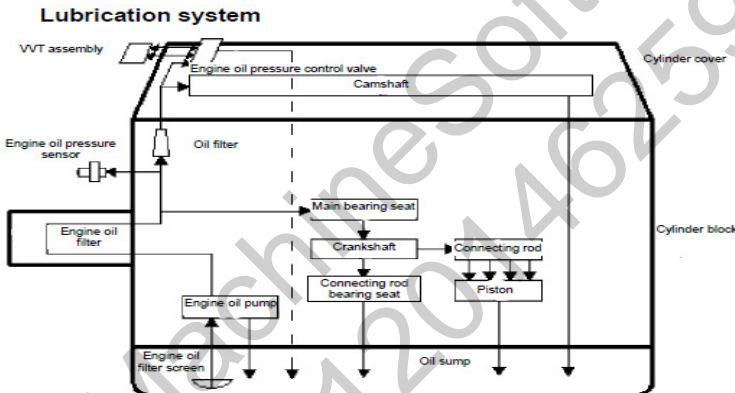 Lubrication system
VVT assembly
Engine oil pressure control valve
Camshaft
Cylinder cover
Engine oil pressure
sensor
Oil filter
Main bearing seat
Engine oil
filter
Crankshaft
Connecting rod
Cylinder block
Connecting rod
bearing seat
Piston
Engine oil pump
Engine oil
filter screen
Oil sump
MachineSoft
120146259